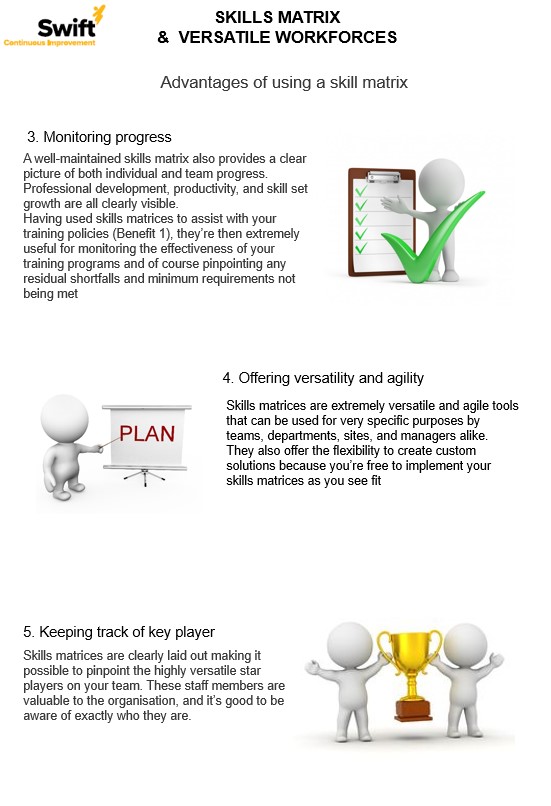 Swift
Continuous Improvement
SKILLS MATRIX
& VERSATILE WORKFORCES
Advantages of using a skill matrix
3. Monitoring progress
A well-maintained skills matrix also provides a clear
picture of both individual and team progress.
Professional development, productivity, and skill set
growth are all clearly visible.
Having used skills matrices to assist with your
training policies (Benefit 1), they’re then extremely
useful for monitoring the effectiveness of your
training programs and of course pinpointing any
residual shortfalls and minimum requirements not
being met
4. Offering versatility and agility
Skills matrices are extremely versatile and agile tools
that can be used for very specific purposes by
teams, departments, sites, and managers alike.
They also offer the flexibility to create custom
solutions because you’re free to implement your
skills matrices as you see fit
PLAN
5. Keeping track of key player
Skills matrices are clearly laid out making it
possible to pinpoint the highly versatile star
players on your team. These staff members are
valuable to the organisation, and it’s good to be
aware of exactly who they are.